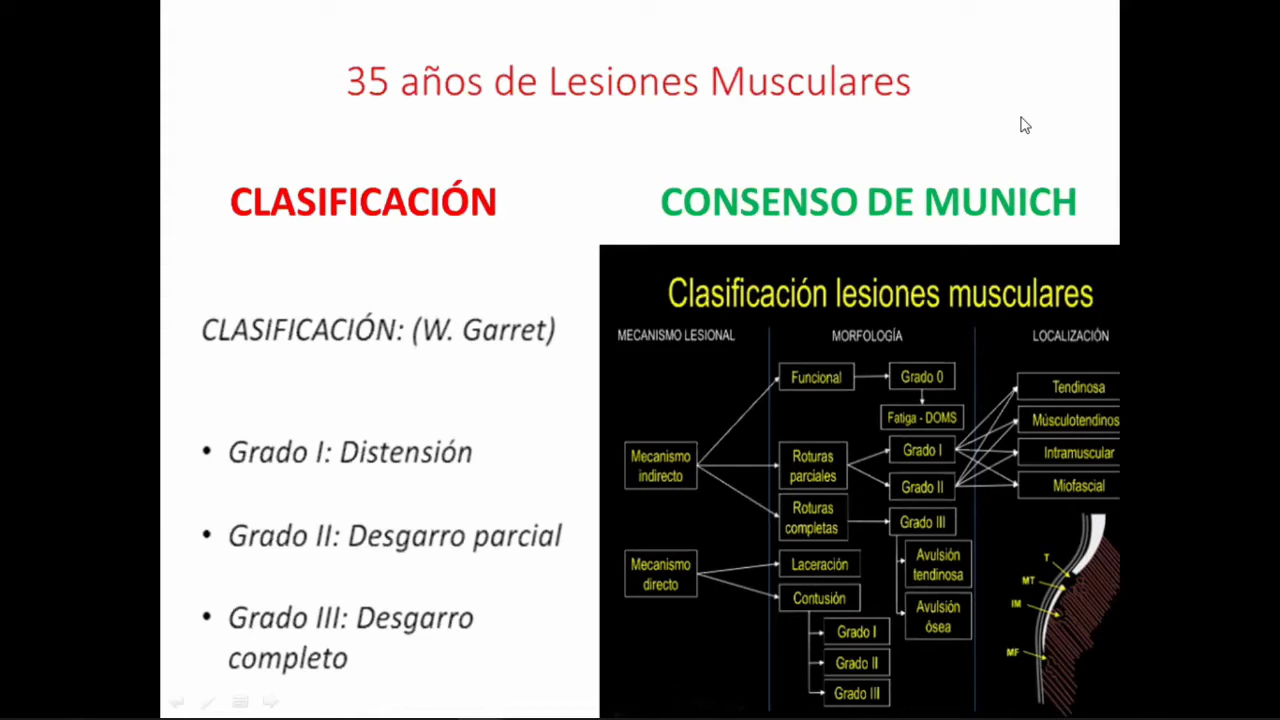 35 años de Lesiones Musculares
CLASIFICACIÓN
CLASIFICACIÓN: (W. Garret)
• Grado I: Distensión
• Grado II: Desgarro parcial
• Grado III: Desgarro
completo
CONSENSO DE MUNICH
Clasificación lesiones musculares
MECANISMO LESIONAL
MORFOLOGÍA
LOCALIZACIÓN
Mecanismo
indirecto
Mecanismo
directo
Funcional
Grado 0
Fatiga - DOMS
Roturas
parciales
Grado I
Grado II
Roturas
completas
Grado III
Avulsión
tendinosa
Avulsión
ósea
Laceración
Contusión
Grado I
Grado II
Grado III
Tendinosa
Músculotendinos
Intramuscular
Miofascial
T
MT
IM
MF